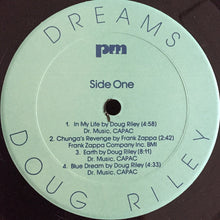 DREAMS
pm
Side One
1. In My Life by Doug Riley (4:58)
Dr. Music, CAPAC
2. Chunga's Revenge by Frank Zappa (2:42)
Frank Zappa Company Inc. BMI
3. Earth by Doug Riley (8:11)
Dr. Music, CAPAC
4. Blue Dream by Doug Riley (4:33)
Dr. Music, CAPAC
DOUG RILEY